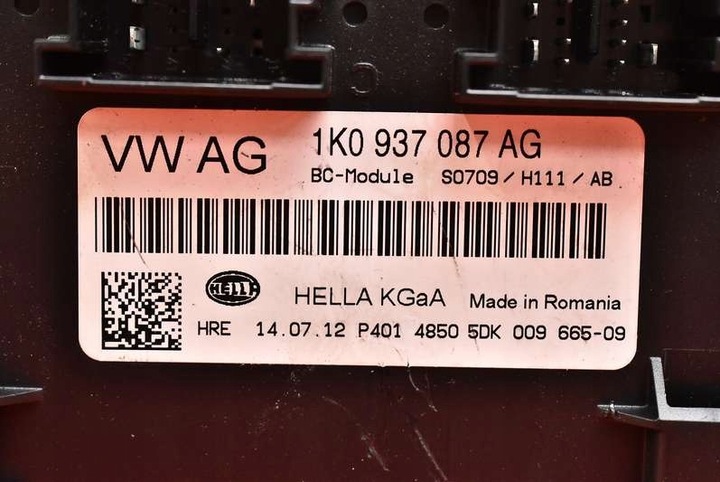 C
VW AG 1K0 937 087 AG
BC-Module S0709/H111/AB
HELLA HELLA KGaA Made in Romania
HRE 14.07.12 P401 4850 5DK 009 665-09